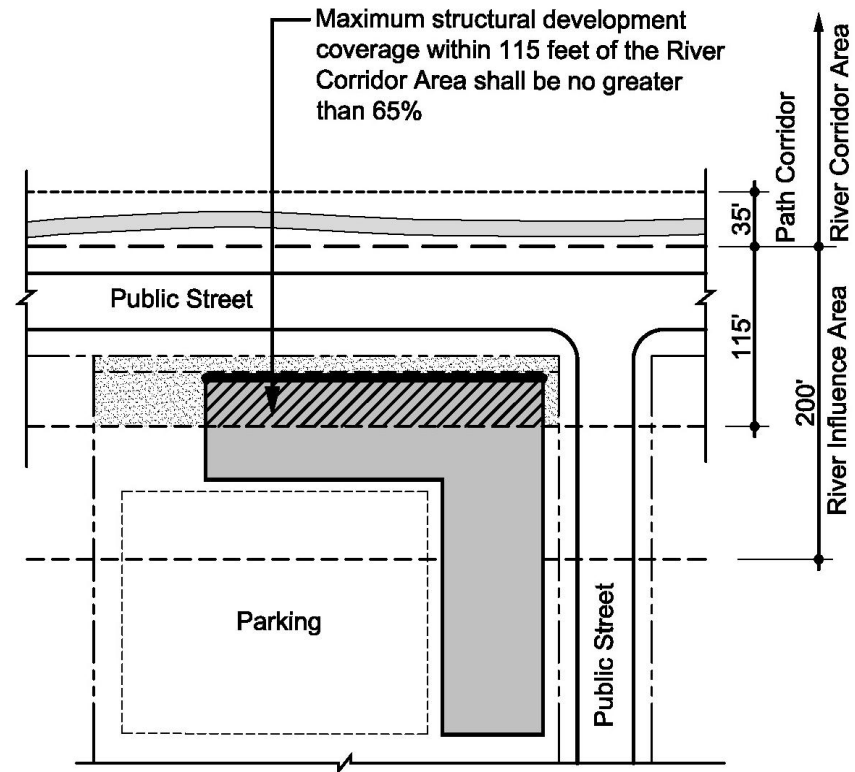 Maximum structural development
coverage within 115 feet of the River
Corridor Area shall be no greater
than 65%
River Corridor Area
Path Corridor
35'
Public Street
115'
200'
River Influence Area
Parking
Public Street